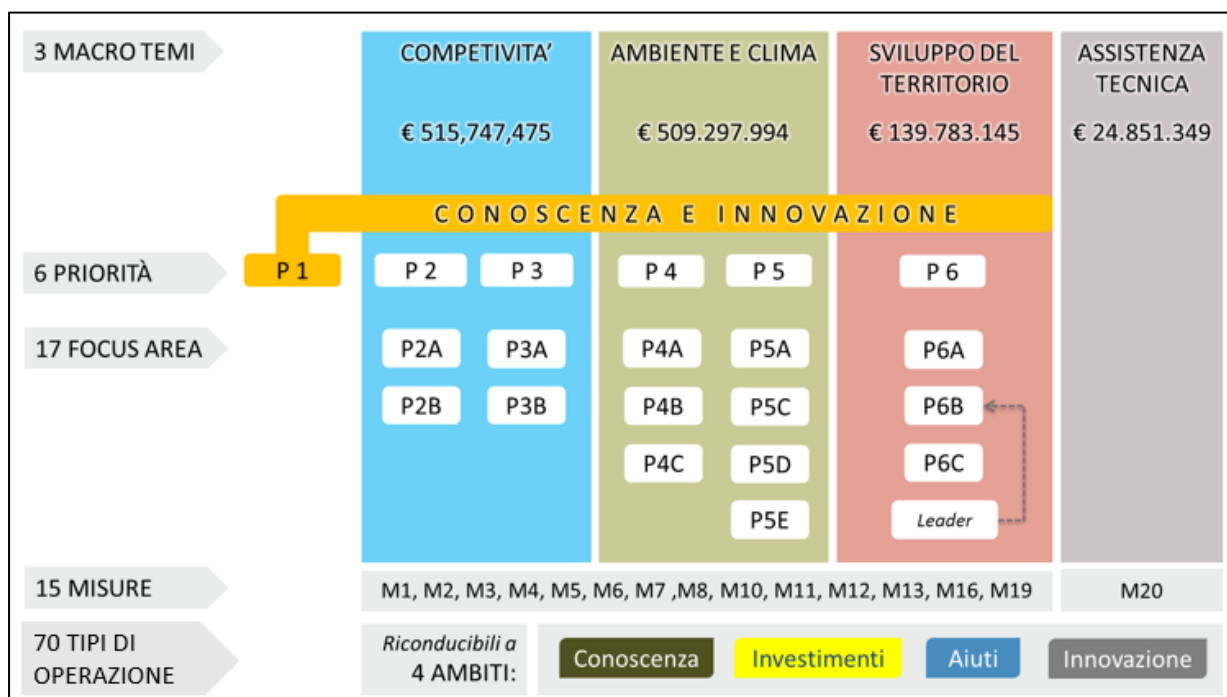 3 MACRO TEMI
COMPETIVITA’
€ 515,747,475
AMBIENTE E CLIMA
€ 509.297.994
SVILUPPO DEL
TERRITORIO
€ 139.783.145
ASSISTENZA
TECNICA
€ 24.851.349
CONOSCENZA E INNOVAZIONE
6 PRIORITÀ
P 1
P 2
P 3
P 4
P 5
P 6
17 FOCUS AREA
P2A
P3A
P4A
P5A
P6A
P2B
P3B
P4B
P5C
P6B
P4C
P5D
P6C
P5E
Leader
15 MISURE
M1, M2, M3, M4, M5, M6, M7 ,M8, M10, M11, M12, M13, M16, M19
M20
70 TIPI DI
OPERAZIONE
Riconducibili a
4 AMBITI:
Conoscenza
Investimenti
Aiuti
Innovazione